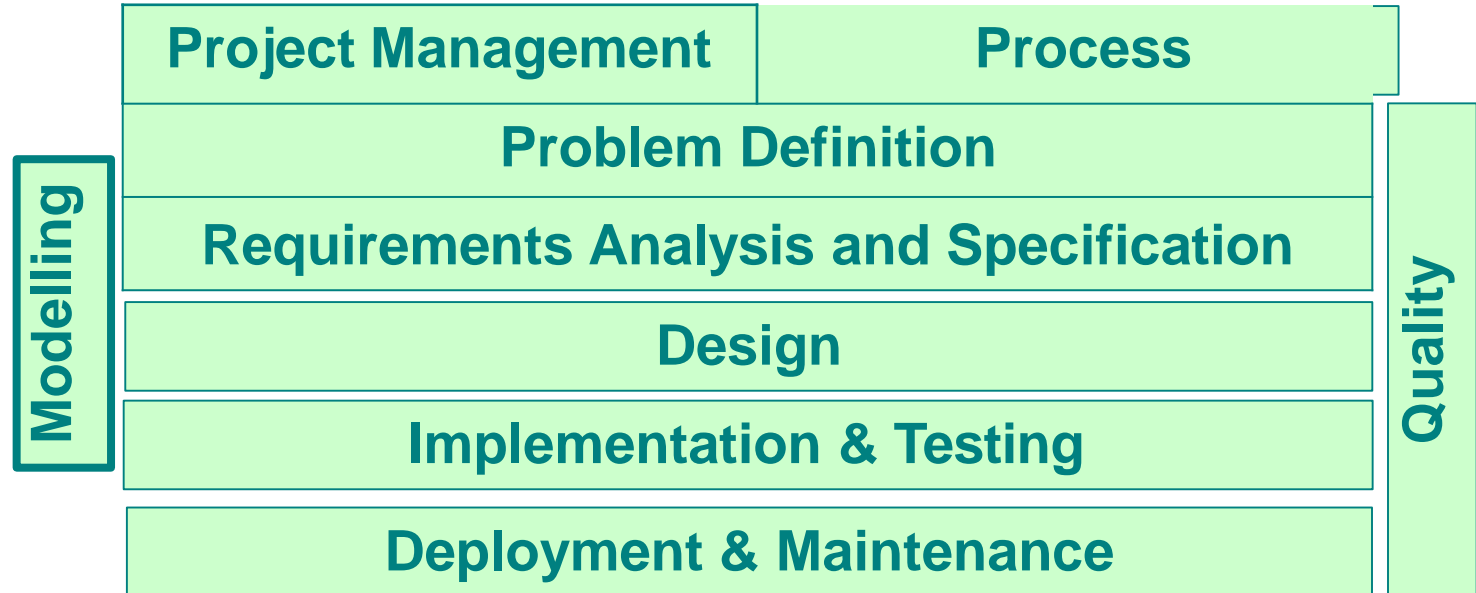 Project Management
Process
Problem Definition
Modelling
Requirements Analysis and Specification
Design
Quality
Implementation & Testing
Deployment & Maintenance